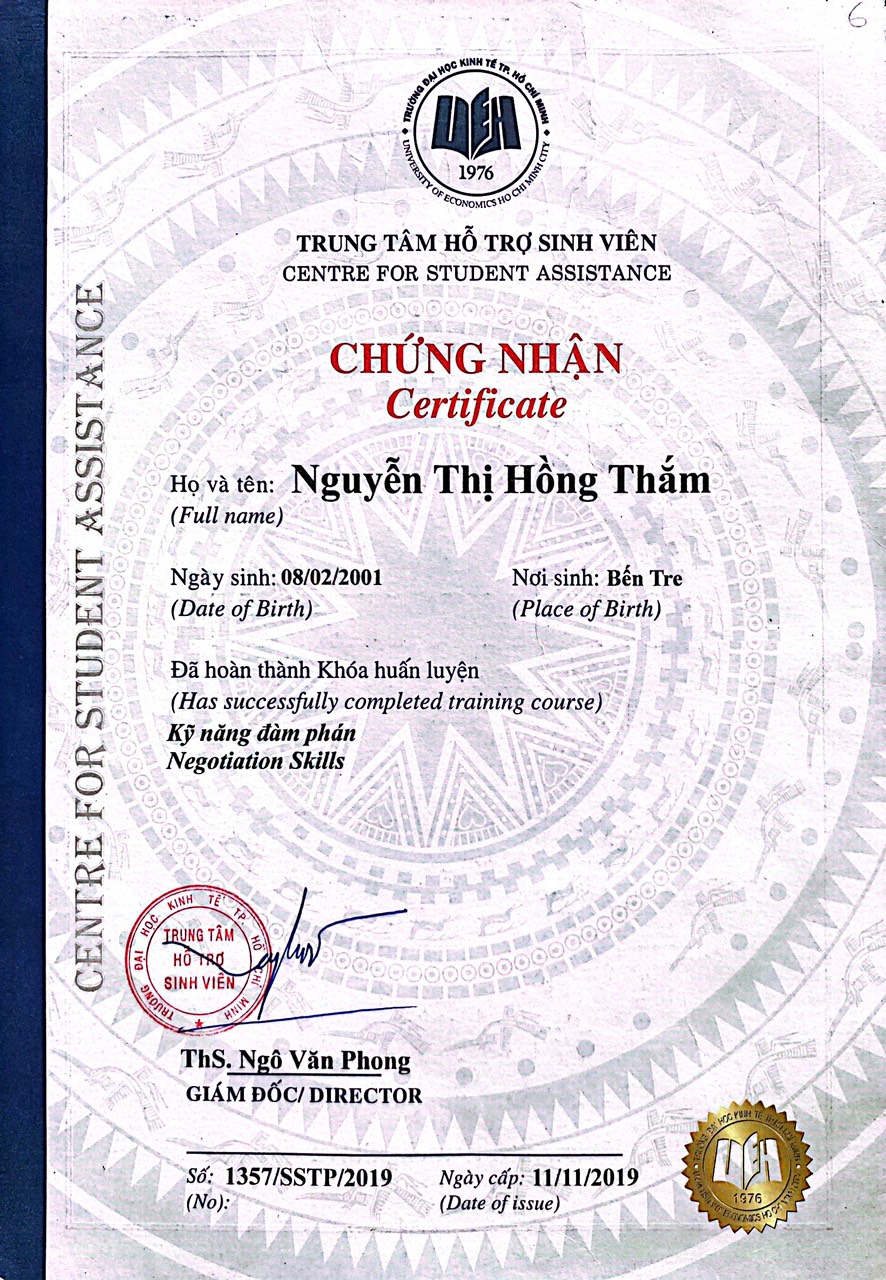 6
TRƯỜNG ĐẠI HỌC KINH TẾ TP. HỒ CHÍ MINH
UEH
1976
UNIVERSITY OF ECONOMICS HO CHI MINH CITY
TRUNG TÂM HỖ TRỢ SINH VIÊN
CENTRE FOR STUDENT ASSISTANCE
CHỨNG NHẬN
Certificate
Họ và tên: Nguyễn Thị Hồng Thắm
(Full name)
Ngày sinh: 08/02/2001 Nơi sinh: Bến Tre
(Date of Birth) (Place of Birth)
Đã hoàn thành Khóa huấn luyện
(Has successfully completed training course)
Kỹ năng đàm phán
Negotiation Skills
CENTRE FOR STUDENT ASSISTANCE
TRƯỜNG ĐẠI HỌC KINH TẾ TP. HỒ CHÍ MINH
TRUNG TÂM
HỖ TRỢ
SINH VIÊN
ThS. Ngô Văn Phong
GIÁM ĐỐC/ DIRECTOR
Số: 1357/SSTP/2019 Ngày cấp: 11/11/2019
(No): (Date of issue)
TRƯỜNG ĐẠI HỌC KINH TẾ TP. HỒ CHÍ MINH
UEH
1976
UNIVERSITY OF ECONOMICS HO CHI MINH CITY